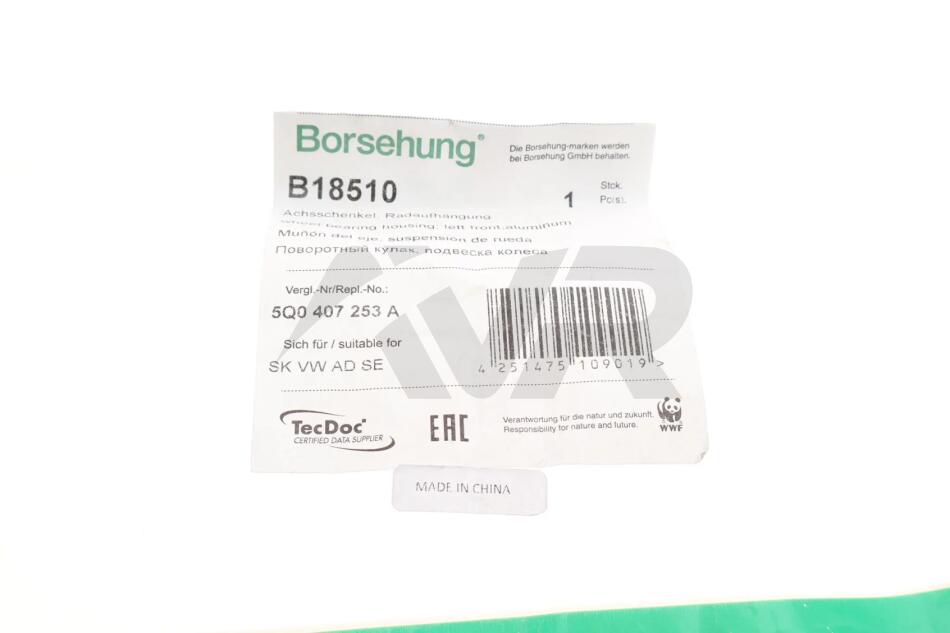 Borsehung®
Die Borsehung-marken werden
bei Borsehung GmbH behalten.
B18510
1 Stck.
Pc(s).
Achsschenkel, Radaufhängung
wheel bearing housing; left front,aluminium
Muñón del eje, suspensión de rueda
Поворотный кулак, подвеска колеса
Vergl.-Nr/Repl.-No.:
5Q0 407 253 A
Sich für / suitable for
SK VW AD SE
4 251475 109019 >
TecDoc
CERTIFIED DATA SUPPLIER
EAC
Verantwortung für die natur und zukunft.
Responsibility for nature and future.
WWF
MADE IN CHINA
IVR